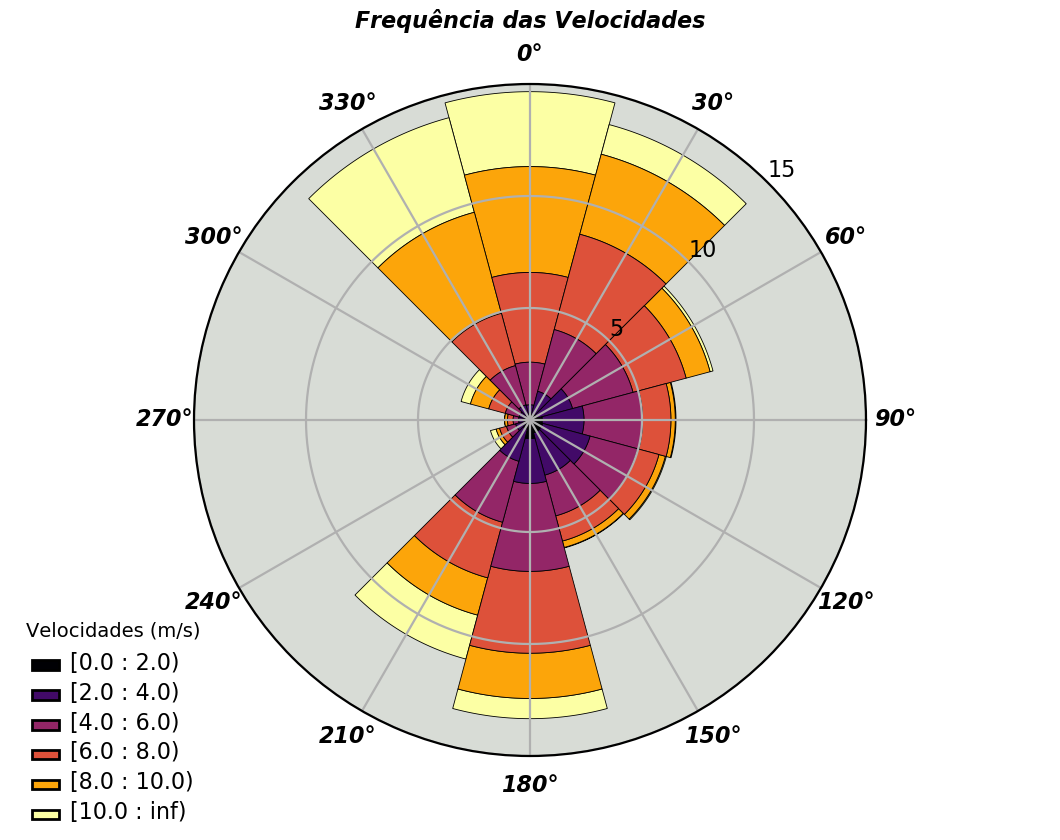 Frequência das Velocidades
0°
330°
30°
15
300°
60°
10
5
270°
90°
240°
120°
210°
150°
180°
Velocidades (m/s)
[0.0 : 2.0)
[2.0 : 4.0)
[4.0 : 6.0)
[6.0 : 8.0)
[8.0 : 10.0)
[10.0 : inf)